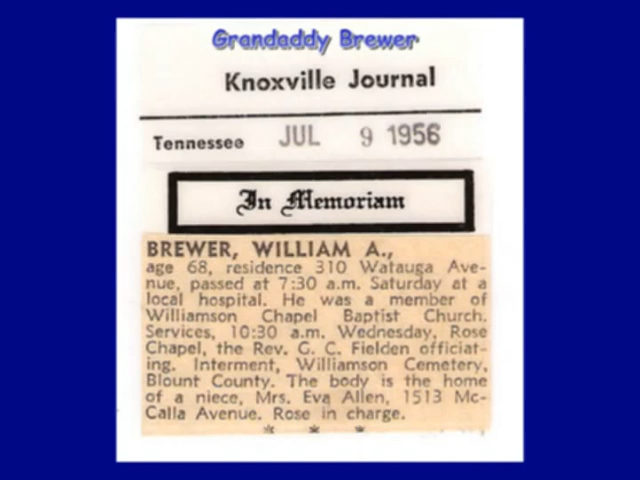 Grandaddy Brewer
Knoxville Journal
Tennessee JUL 9 1956
In Memoriam
BREWER, WILLIAM A.,
age 68, residence 310 Watauga Ave-
nue, passed at 7:30 a.m. Saturday at a
local hospital. He was a member of
Williamson Chapel Baptist Church.
Services, 10:30 a.m. Wednesday, Rose
Chapel, the Rev. G. C. Fielden officiat-
ing. Interment, Williamson Cemetery,
Blount County. The body is the home
of a niece, Mrs. Eva Allen, 1513 Mc-
Calla Avenue. Rose in charge.
* * *